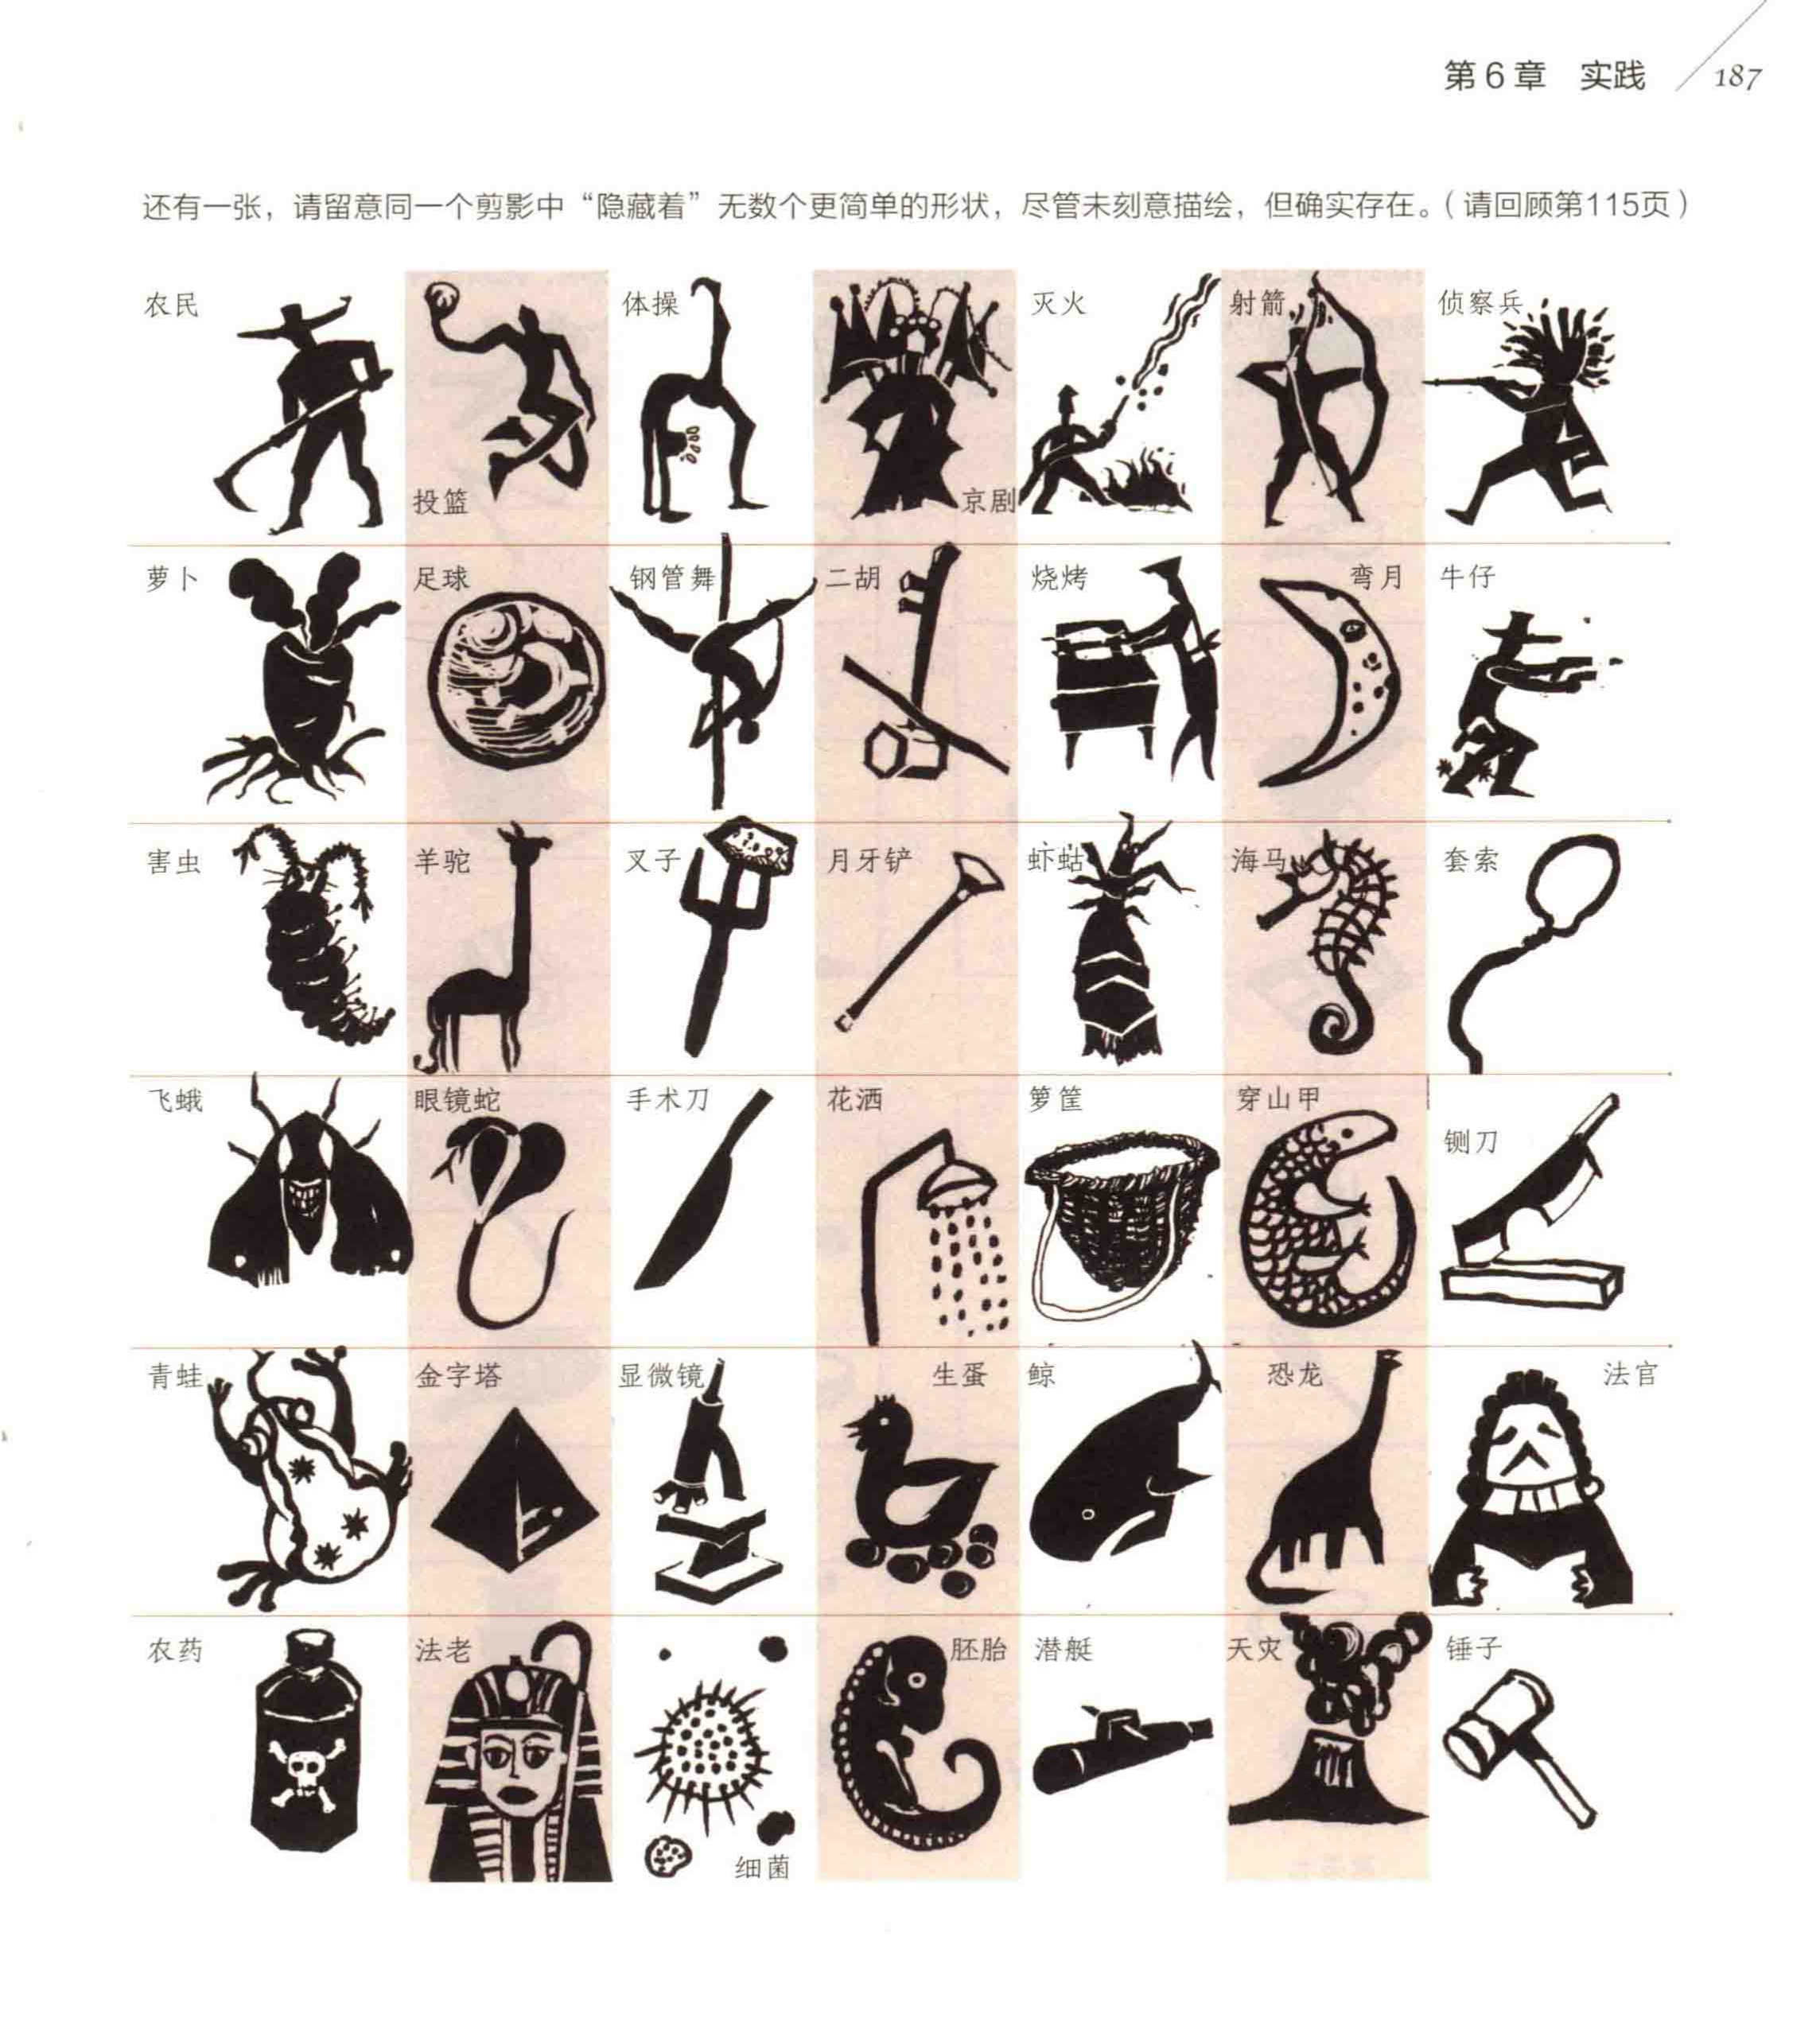 第6章 实践 187
还有一张，请留意同一个剪影中“隐藏着”无数个更简单的形状，尽管未刻意描绘，但确实存在。（请回顾第115页）
农民
投篮
体操
京剧
灭火
射箭
侦察兵
萝卜
足球
钢管舞
二胡
烧烤
弯月
牛仔
害虫
羊驼
叉子
月牙铲
虾蛄
海马
套索
飞蛾
眼镜蛇
手术刀
花洒
箩筐
穿山甲
铡刀
青蛙
金字塔
显微镜
生蛋
鲸
恐龙
法官
农药
法老
细菌
胚胎
潜艇
天灾
锤子